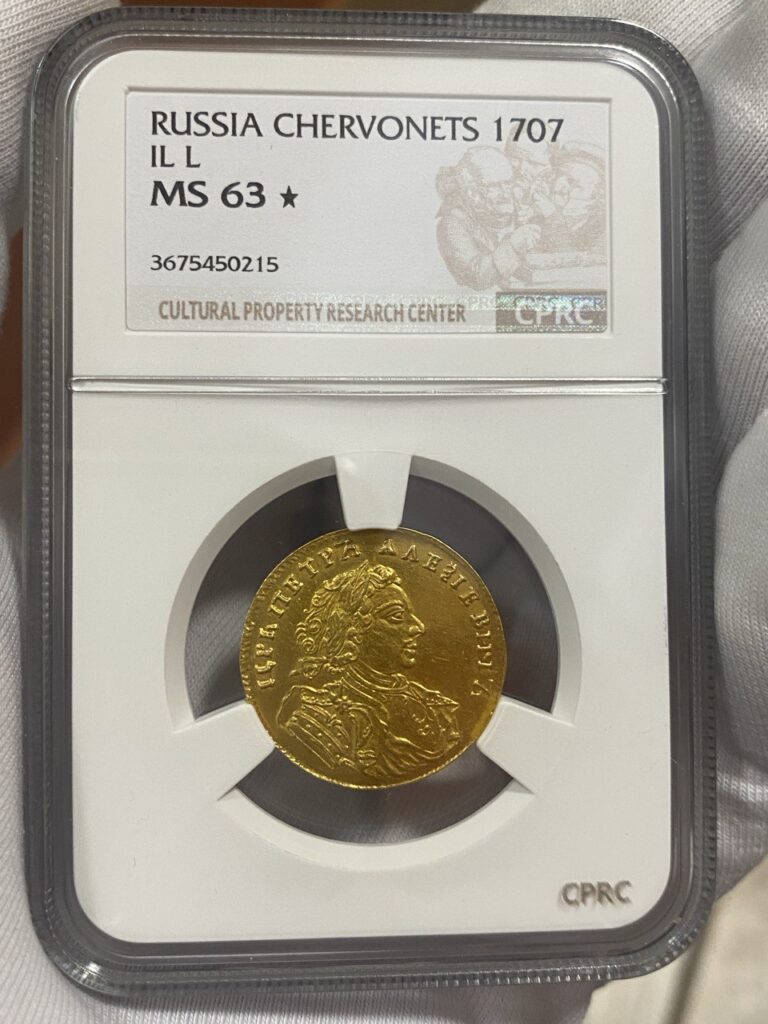 RUSSIA CHERVONETS 1707
IL L
MS 63 ★
3675450215
CULTURAL PROPERTY RESEARCH CENTER
CPRC
CPRC